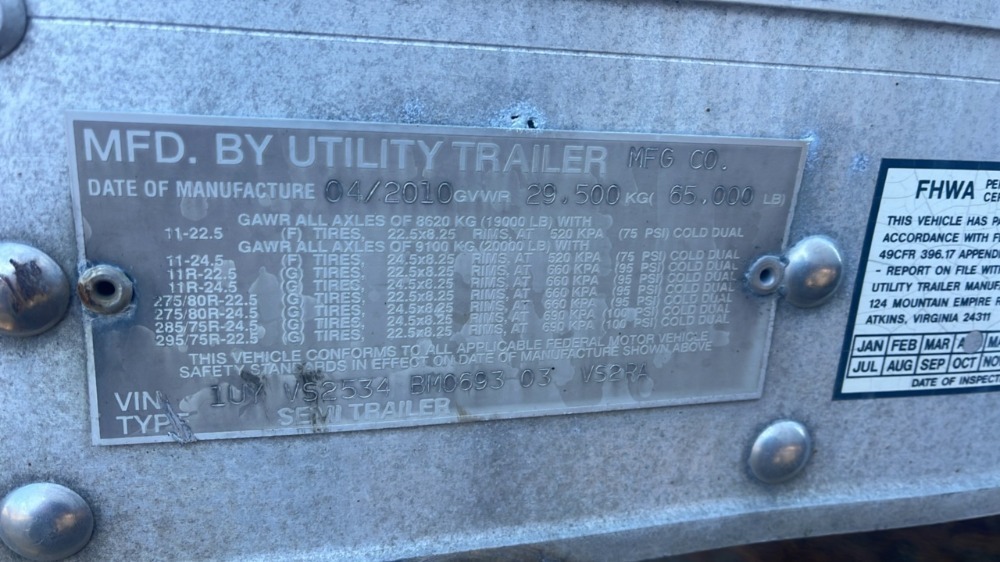 MFD. BY UTILITY TRAILER MFG CO.
DATE OF MANUFACTURE 04/2010 GVWR 29,500 KG( 65,000 LB)
GAWR ALL AXLES OF 8620 KG (19000 LB) WITH
11-22.5 (F) TIRES, 22.5x8.25 RIMS, AT 520 KPA (75 PSI) COLD DUAL
GAWR ALL AXLES OF 9100 KG (20000 LB) WITH
11-24.5 (F) TIRES, 24.5x8.25 RIMS, AT 520 KPA (75 PSI) COLD DUAL
11R-22.5 (G) TIRES, 22.5x8.25 RIMS, AT 660 KPA (95 PSI) COLD DUAL
11R-24.5 (G) TIRES, 24.5x8.25 RIMS, AT 660 KPA (95 PSI) COLD DUAL
275/80R-22.5 (G) TIRES, 22.5x8.25 RIMS, AT 660 KPA (95 PSI) COLD DUAL
275/80R-24.5 (G) TIRES, 24.5x8.25 RIMS, AT 690 KPA (100 PSI) COLD DUAL
285/75R-24.5 (G) TIRES, 24.5x8.25 RIMS, AT 660 KPA (95 PSI) COLD DUAL
295/75R-22.5 (G) TIRES, 22.5x8.25 RIMS, AT 690 KPA (100 PSI) COLD DUAL
THIS VEHICLE CONFORMS TO ALL APPLICABLE FEDERAL MOTOR VEHICLE
SAFETY STANDARDS IN EFFECT ON DATE OF MANUFACTURE SHOWN ABOVE
VIN 1UY VS2534 BM0693 03 VS2RA
TYPE SEMI TRAILER
FHWA PE
CE
THIS VEHICLE HAS PA
ACCORDANCE WITH F
49CFR 396.17 APPEND
- REPORT ON FILE WIT
UTILITY TRAILER MANUF
124 MOUNTAIN EMPIRE R
ATKINS, VIRGINIA 24311
JAN FEB MAR A MA
JUL AUG SEP OCT NO
DATE OF INSPECT